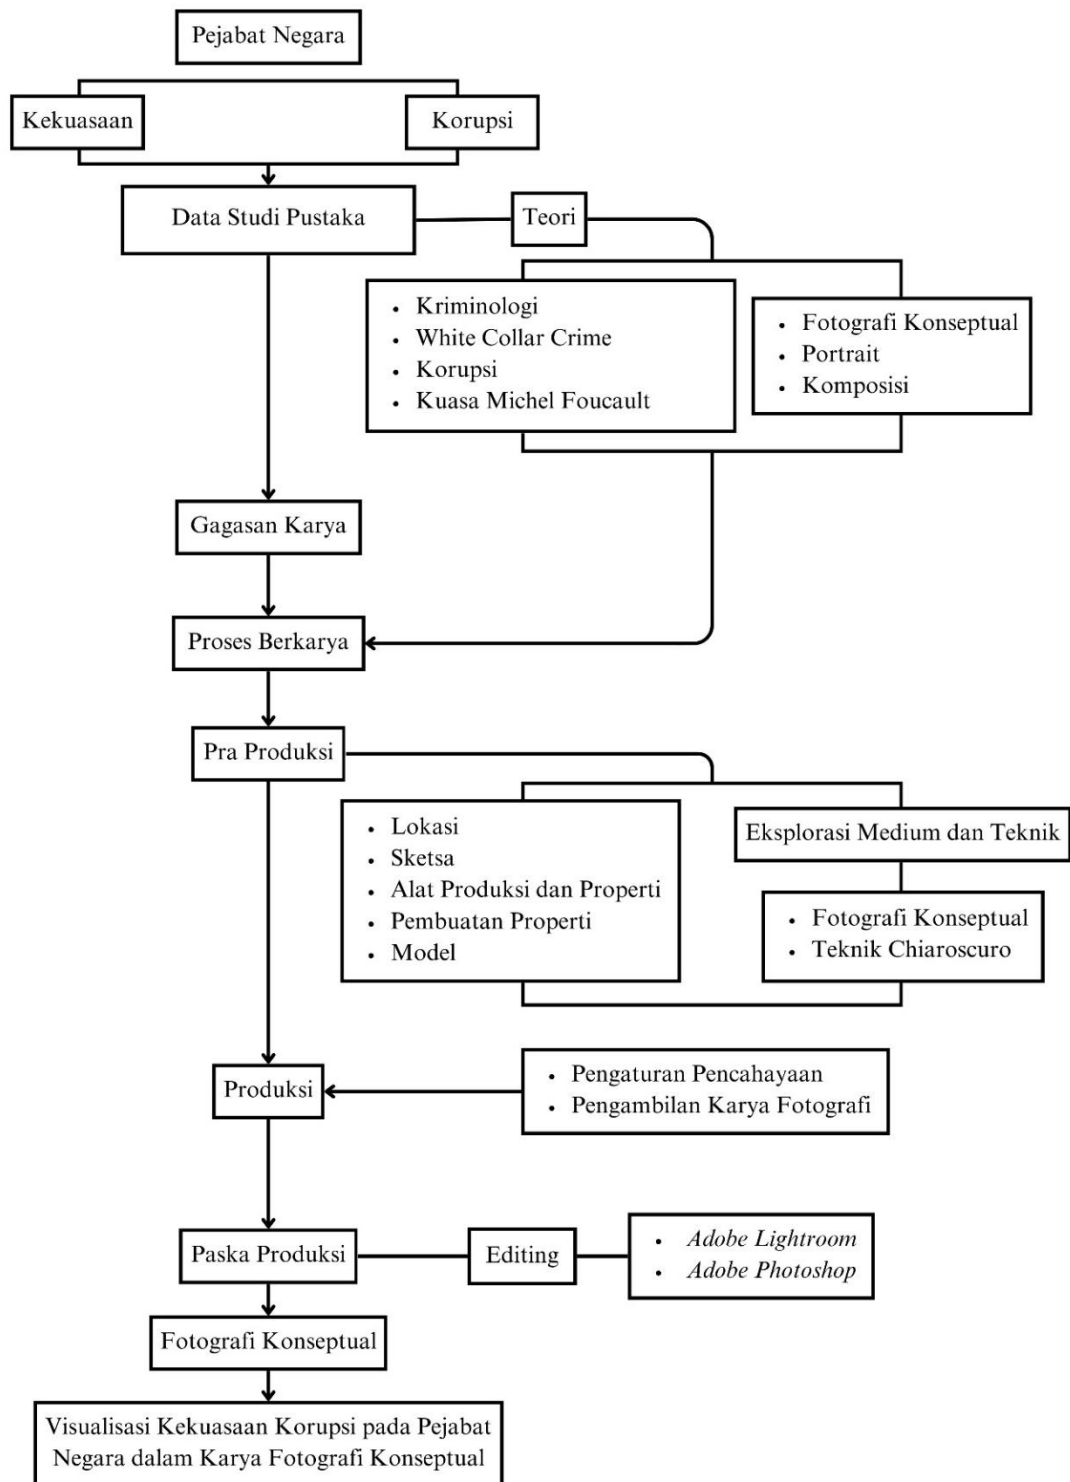 Pejabat Negara
Kekuasaan
Korupsi
Data Studi Pustaka
Teori
• Kriminologi
• White Collar Crime
• Korupsi
• Kuasa Michel Foucault
• Fotografi Konseptual
• Portrait
• Komposisi
Gagasan Karya
Proses Berkarya
Pra Produksi
• Lokasi
• Sketsa
• Alat Produksi dan Properti
• Pembuatan Properti
• Model
Eksplorasi Medium dan Teknik
• Fotografi Konseptual
• Teknik Chiaroscuro
Produksi
• Pengaturan Pencahayaan
• Pengambilan Karya Fotografi
Paska Produksi
Editing
• Adobe Lightroom
• Adobe Photoshop
Fotografi Konseptual
Visualisasi Kekuasaan Korupsi pada Pejabat
Negara dalam Karya Fotografi Konseptual